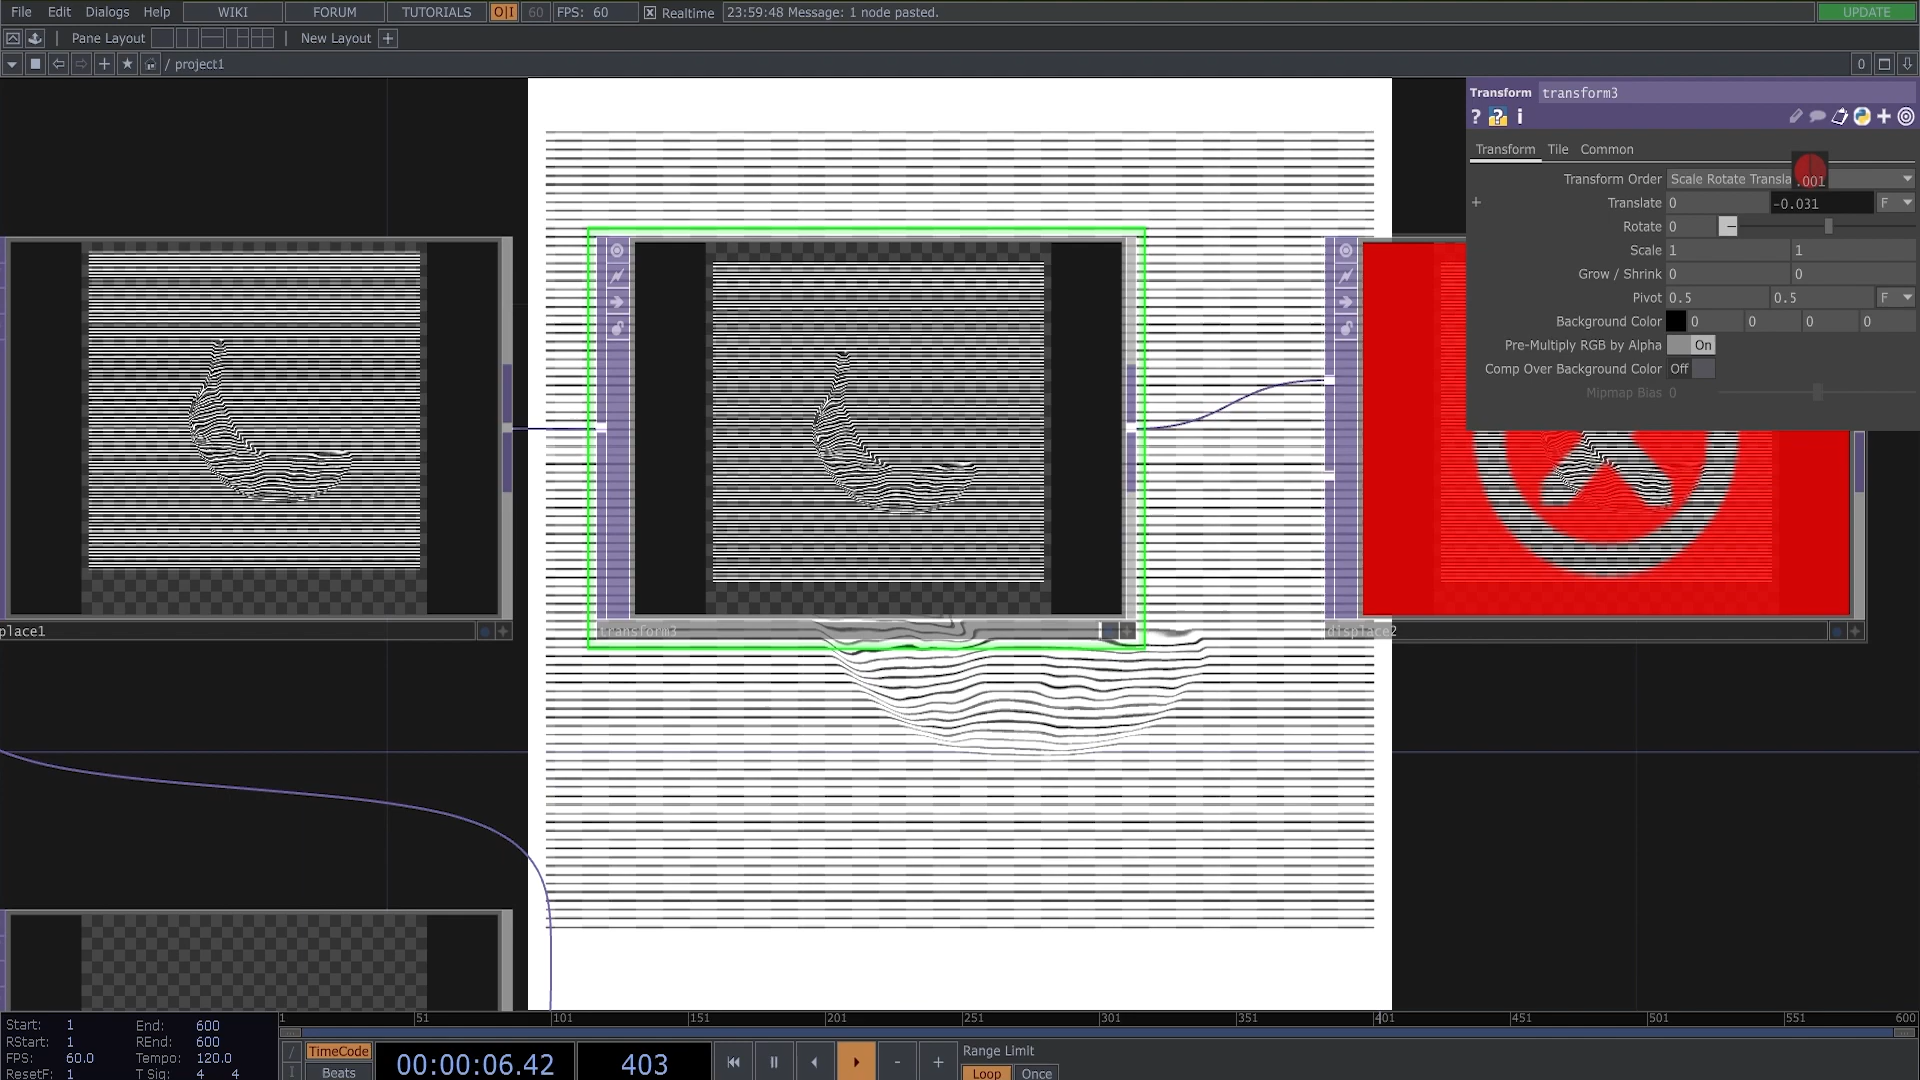 File Edit Dialogs Help WIKI FORUM TUTORIALS O|I 60 FPS: 60 Realtime 23:59:48 Message: 1 node pasted. UPDATE
Pane Layout New Layout +
/ project1 0
Transform transform3
? ? i
Transform Tile Common
Transform Order Scale Rotate Transla .001
+ Translate 0 -0.031 F
Rotate 0
Scale 1 1
Grow / Shrink 0 0
Pivot 0.5 0.5 F
Background Color 0 0 0 0
Pre-Multiply RGB by Alpha On
Comp Over Background Color Off
Mipmap Bias 0
place1 transform3 displace2
1 51 101 151 201 251 301 351 401 451 501 551 600
Start: 1 End: 600
RStart: 1 REnd: 600
FPS: 60.0 Tempo: 120.0
ResetF: 1 T Sig: 4 4
TimeCode
Beats
00:00:06.42 403
- +
Range Limit
Loop Once